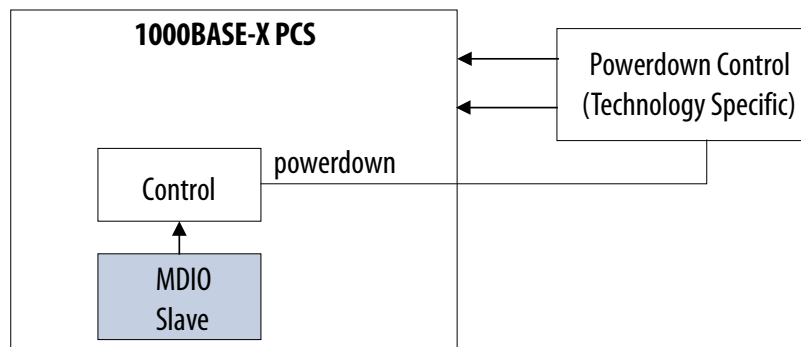 1000BASE-X PCS
Powerdown Control
(Technology Specific)
powerdown
Control
MDIO
Slave